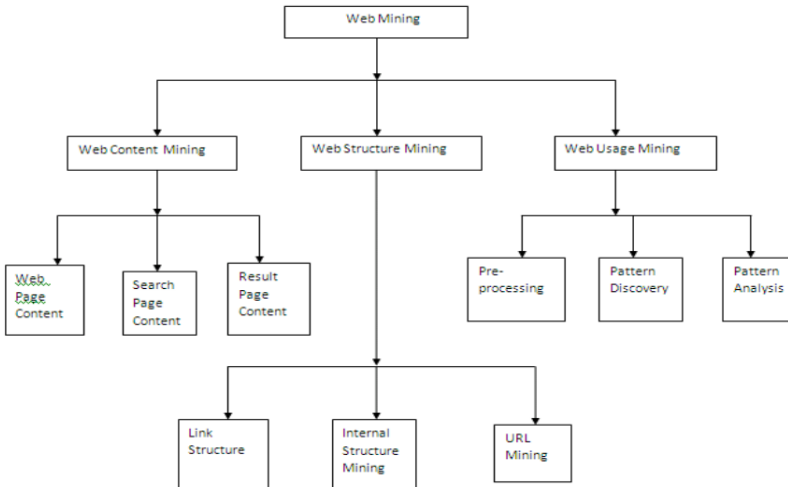 Web Mining
Web Content Mining
Web Structure Mining
Web Usage Mining
Web
Page
Content
Search
Page
Content
Result
Page
Content
Pre-
processing
Pattern
Discovery
Pattern
Analysis
Link
Structure
Internal
Structure
Mining
URL
Mining